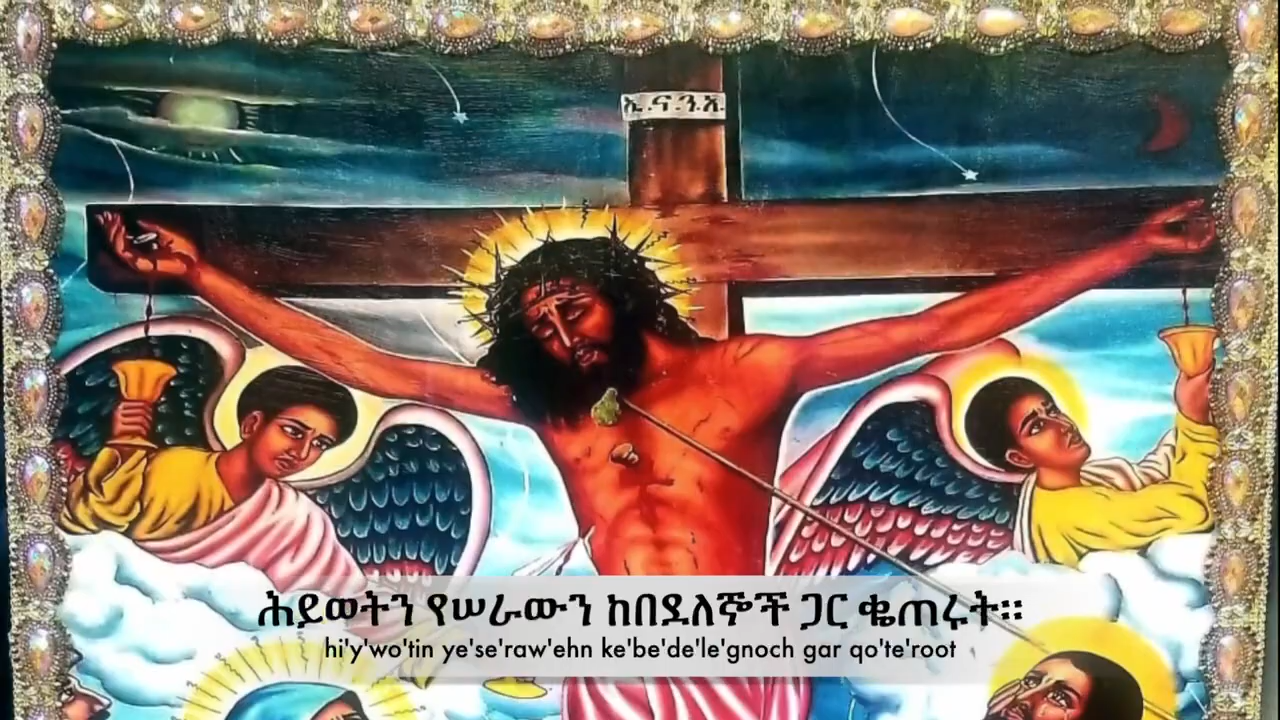 ኢ.ና.ን.አ.
ሕይወትን የሠራውን ከበደለኞች ጋር ቈጠሩት።
hi'y'wo'tin ye'se'raw'ehn ke'be'de'le'gnoch gar qo'te'root